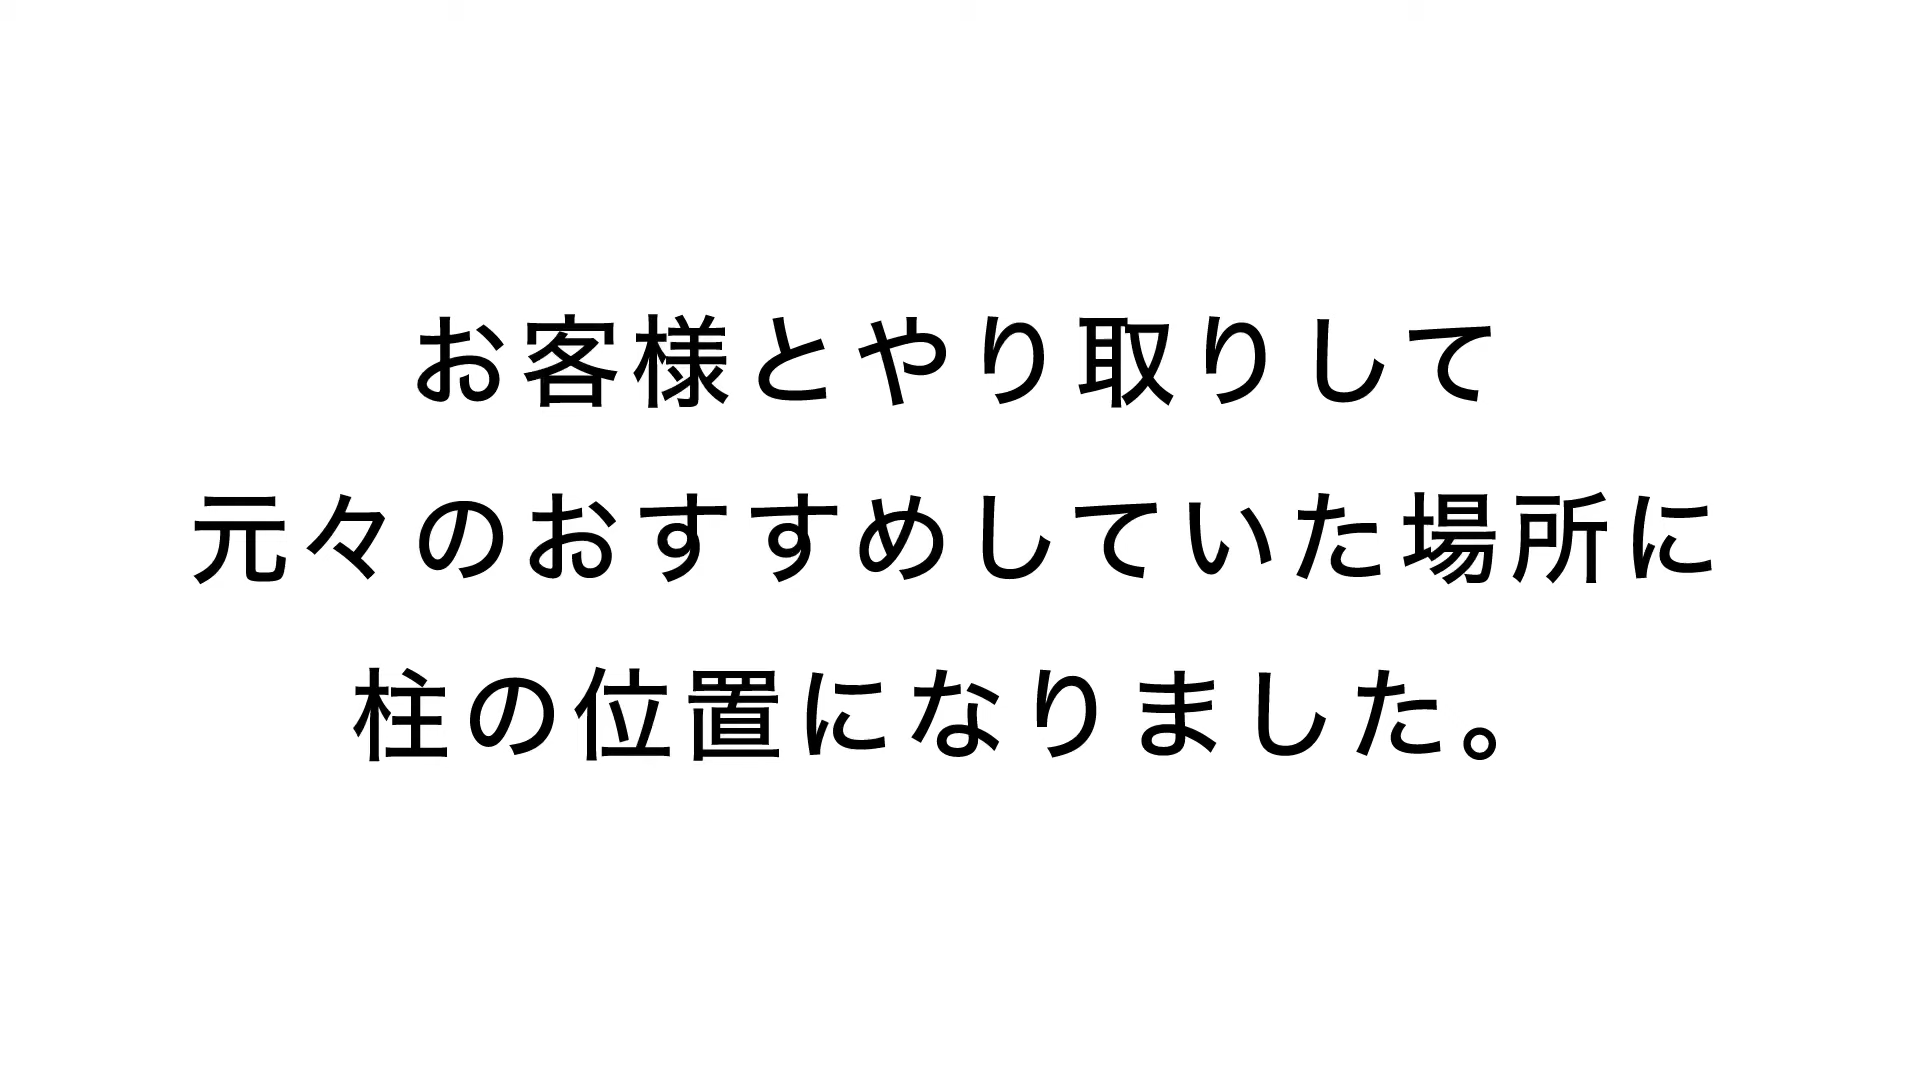 お客様とやり取りして
元々のおすすめしていた場所に
柱の位置になりました。